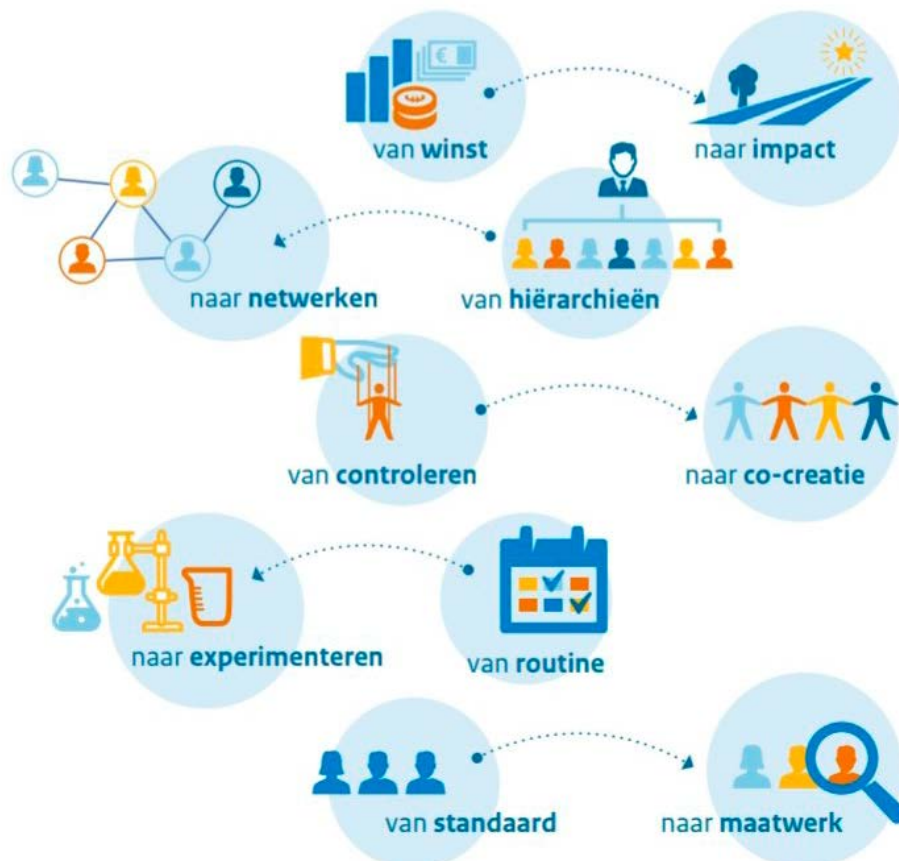 van winst
naar impact
naar netwerken
van hiërarchieën
van controleren
naar co-creatie
naar experimenteren
van routine
van standaard
naar maatwerk